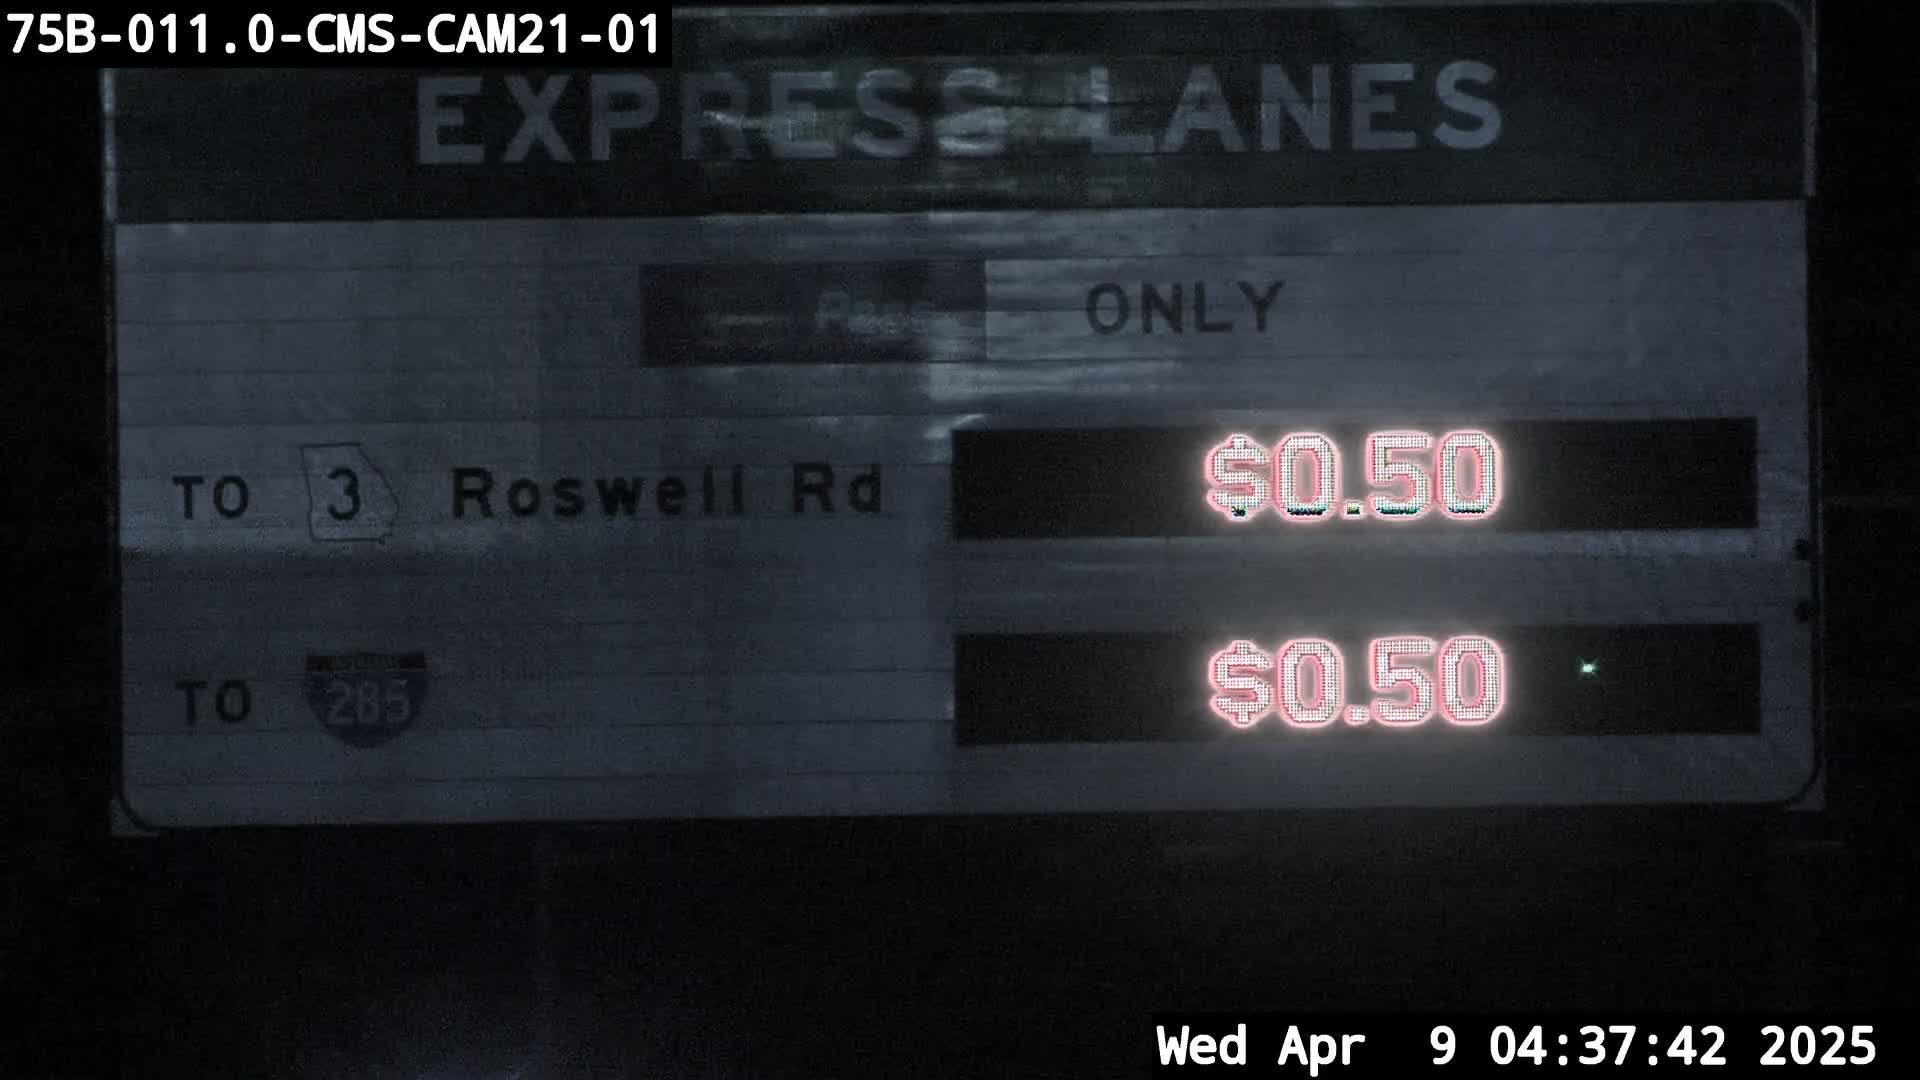 75B-011.0-CMS-CAM21-01
EXPRESS LANES
ONLY
TO 3 Roswell Rd $0.50
TO 285 $0.50
Wed Apr 9 04:37:42 2025